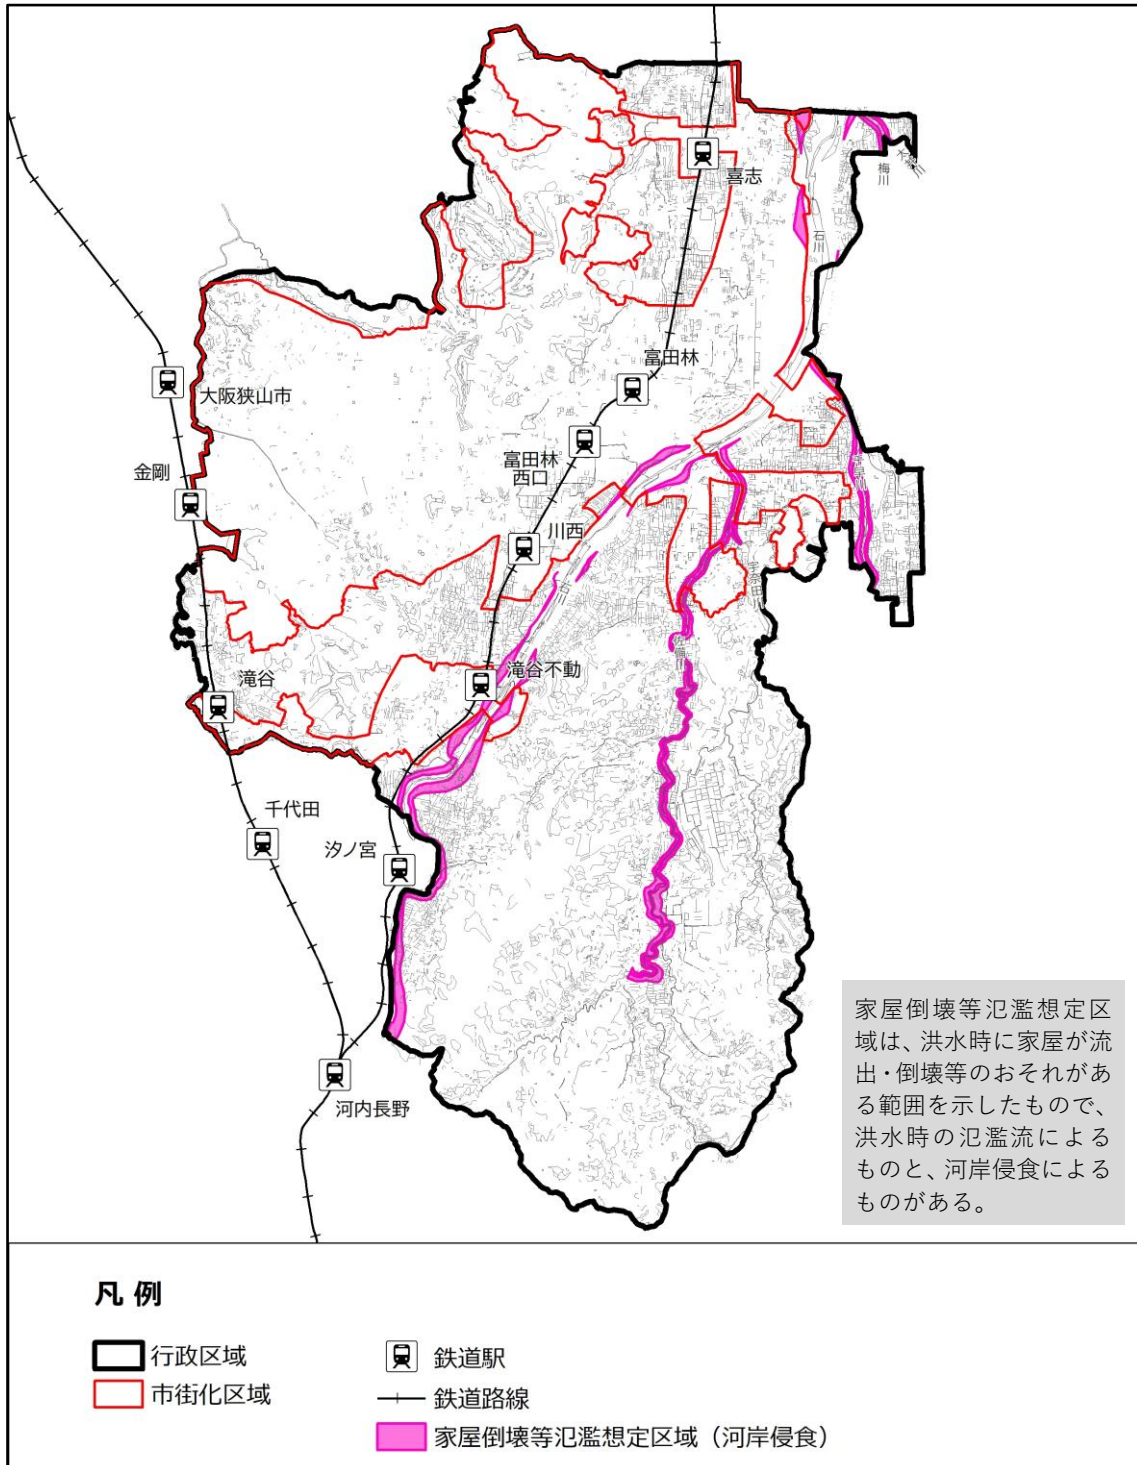 喜志
梅川
石川
富田林
大阪狭山市
富田林
西口
金剛
川西
石川
滝谷不動
滝谷
千代田
汐ノ宮
河内長野
家屋倒壊等氾濫想定区
域は、洪水時に家屋が流
出・倒壊等のおそれがあ
る範囲を示したもので、
洪水時の氾濫流による
ものと、河岸侵食による
ものがある。
凡 例
行政区域
市街化区域
鉄道駅
鉄道路線
家屋倒壊等氾濫想定区域（河岸侵食）